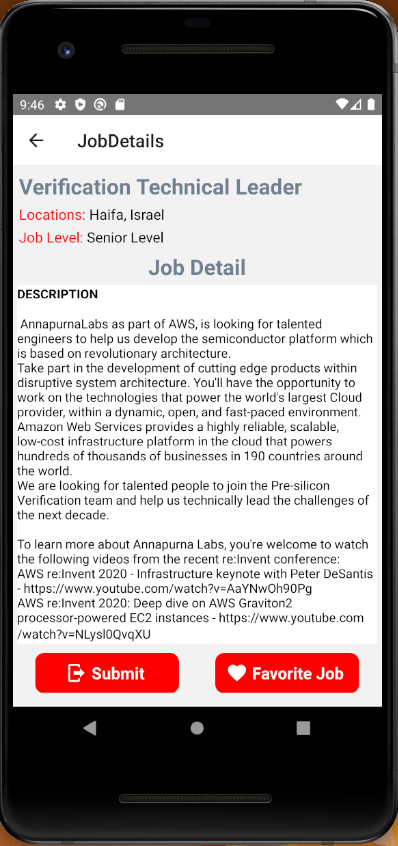 9:46
JobDetails
Verification Technical Leader
Locations: Haifa, Israel
Job Level: Senior Level
Job Detail
DESCRIPTION
AnnapurnaLabs as part of AWS, is looking for talented
engineers to help us develop the semiconductor platform which
is based on revolutionary architecture.
Take part in the development of cutting edge products within
disruptive system architecture. You'll have the opportunity to
work on the technologies that power the world's largest Cloud
provider, within a dynamic, open, and fast-paced environment.
Amazon Web Services provides a highly reliable, scalable,
low-cost infrastructure platform in the cloud that powers
hundreds of thousands of businesses in 190 countries around
the world.
We are looking for talented people to join the Pre-silicon
Verification team and help us technically lead the challenges of
the next decade.
To learn more about Annapurna Labs, you're welcome to watch
the following videos from the recent re:Invent conference:
AWS re:Invent 2020 - Infrastructure keynote with Peter DeSantis
- https://www.youtube.com/watch?v=AaYNwOh90Pg
AWS re:Invent 2020: Deep dive on AWS Graviton2
processor-powered EC2 instances - https://www.youtube.com
/watch?v=NLysl0QvqXU
Submit
Favorite Job